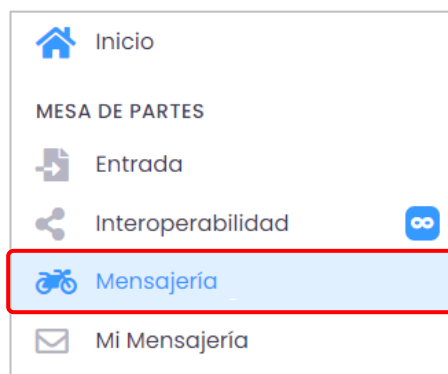 Inicio
MESA DE PARTES
Entrada
Interoperabilidad
Mensajería
Mi Mensajería